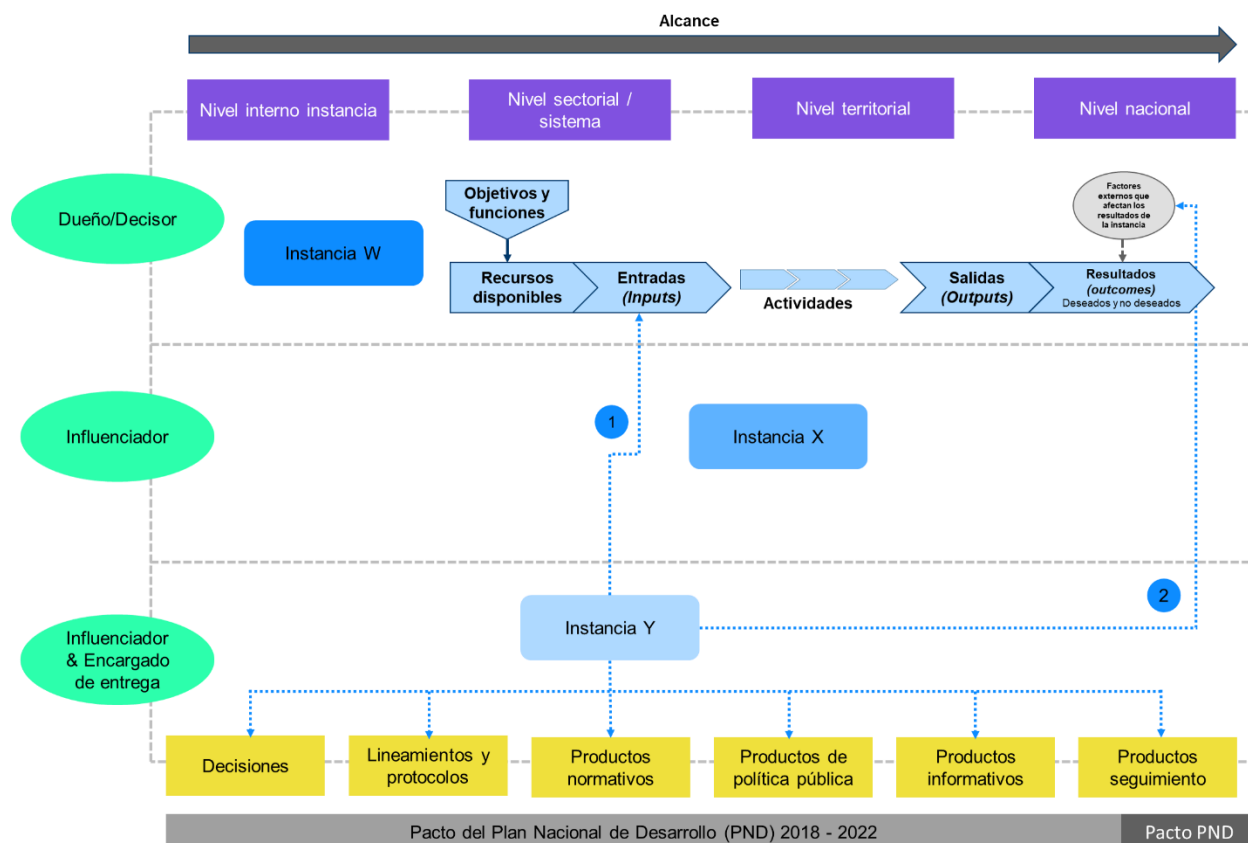 Alcance
Nivel interno instancia
Nivel sectorial /
sistema
Nivel territorial
Nivel nacional
Dueño/Decisor
Instancia W
Objetivos y
funciones
Factores
externos que
afectan los
resultados de
la instancia
Recursos
disponibles
Entradas
(Inputs)
Actividades
Salidas
(Outputs)
Resultados
(outcomes)
Deseados y no deseados
Influenciador
1
Instancia X
Influenciador
& Encargado
de entrega
Instancia Y
2
Decisiones
Lineamientos y
protocolos
Productos
normativos
Productos de
política pública
Productos
informativos
Productos
seguimiento
Pacto del Plan Nacional de Desarrollo (PND) 2018 - 2022
Pacto PND